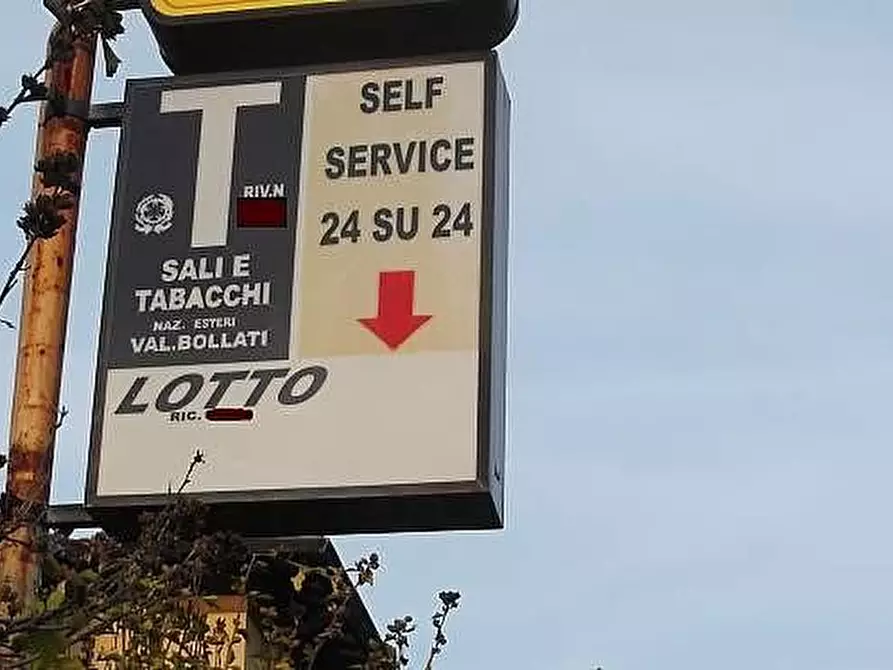 T
RIV.N
SALI E
TABACCHI
NAZ. ESTERI
VAL.BOLLATI
SELF
SERVICE
24 SU 24
LOTTO
RIC.